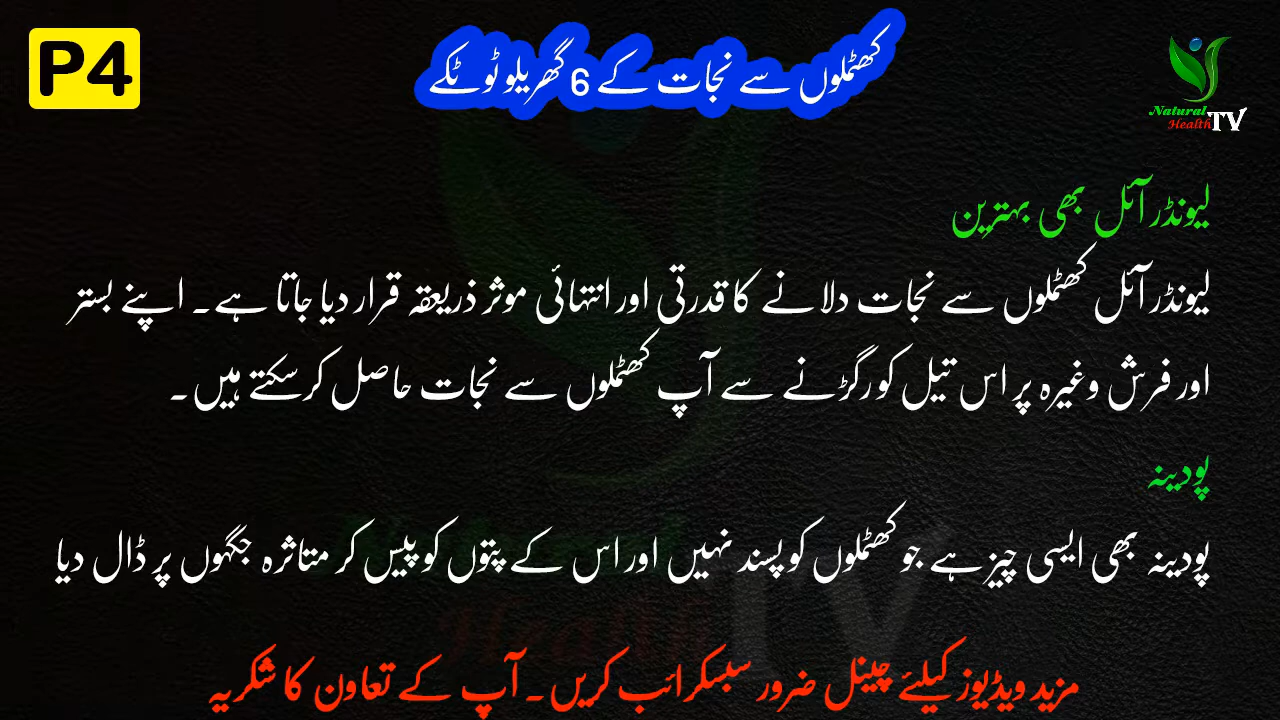 P4
کھٹملوں سے نجات کے 6 گھریلو ٹوٹکے
Natural
Health TV
لیونڈر آئل بھی بہترین
لیونڈر آئل کھٹملوں سے نجات دلانے کا قدرتی اور انتہائی موثر ذریعقہ قرار دیا جاتا ہے۔ اپنے بستر
اور فرش وغیرہ پر اس تیل کو رگڑنے سے آپ کھٹملوں سے نجات حاصل کرسکتے ہیں۔
پودینہ
پودینہ بھی ایسی چیز ہے جو کھٹملوں کو پسند نہیں اور اس کے پتوں کو پیس کر متاثرہ جگہوں پر ڈال دیا
مزید ویڈیوز کیلئے چینل ضرور سبسکرائب کریں۔ آپ کے تعاون کا شکریہ